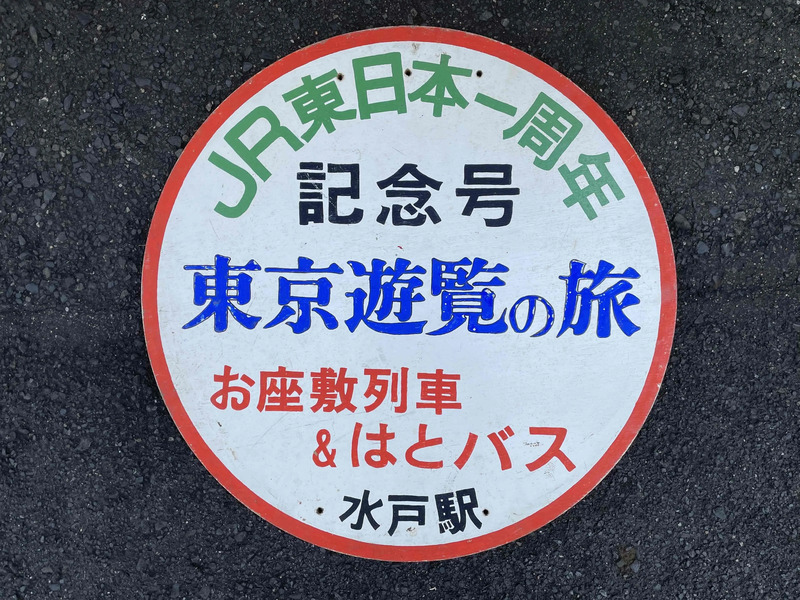 JR東日本一周年
記念号
東京遊覧の旅
お座敷列車
&はとバス
水戸駅